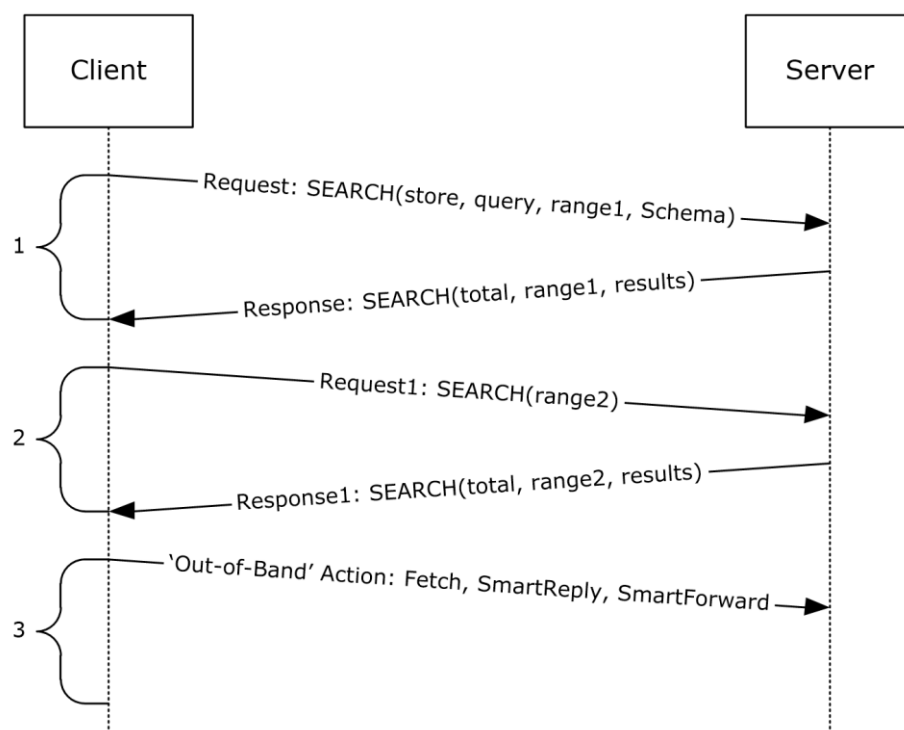 Client
Server
Request: SEARCH(store, query, range1, Schema)
1
Response: SEARCH(total, range1, results)
Request1: SEARCH(range2)
2
Response1: SEARCH(total, range2, results)
‘Out-of-Band’ Action: Fetch, SmartReply, SmartForward
3